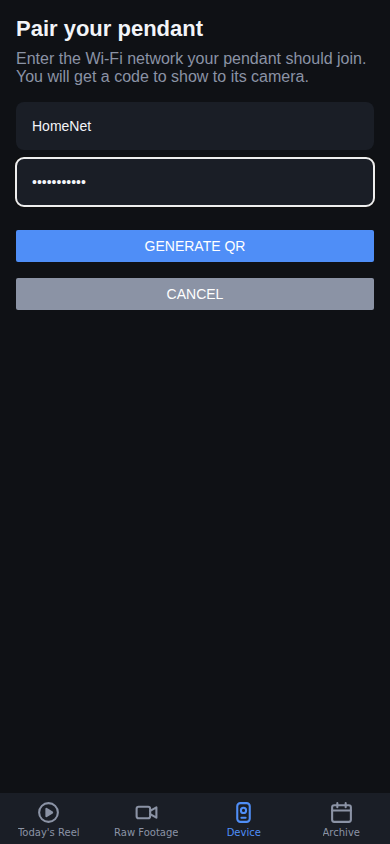 Pair your pendant
Enter the Wi-Fi network your pendant should join.
You will get a code to show to its camera.
HomeNet
•••••••••••
GENERATE QR
CANCEL
Today's Reel
Raw Footage
Device
Archive